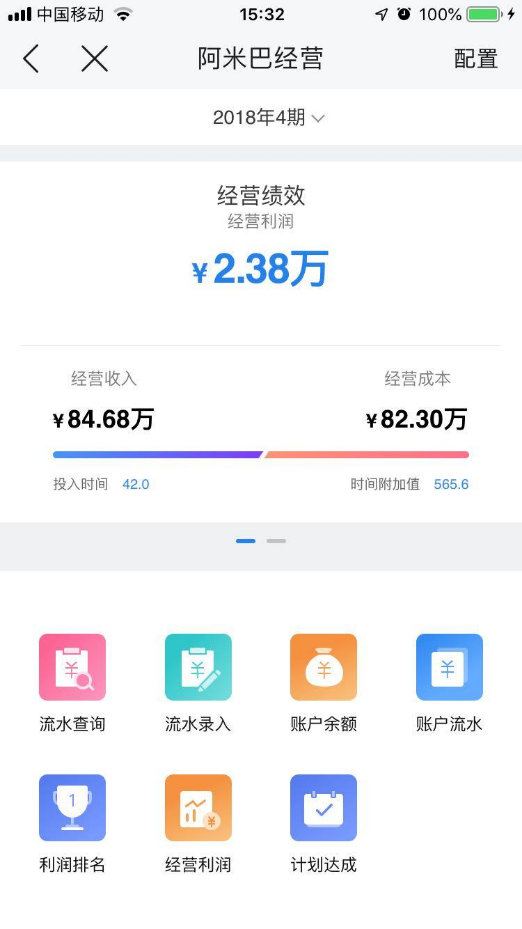 中国移动 15:32 100%
阿米巴经营 配置
2018年4期
经营绩效
经营利润
¥2.38万
经营收入 经营成本
¥84.68万 ¥82.30万
投入时间 42.0 时间附加值 565.6
流水查询 流水录入 账户余额 账户流水
利润排名 经营利润 计划达成